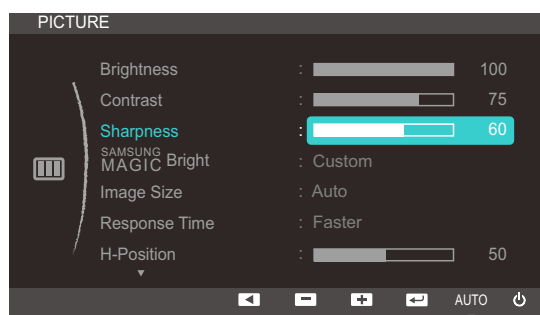 PICTURE
Brightness : 100
Contrast : 75
Sharpness : 60
SAMSUNG
MAGIC Bright : Custom
Image Size : Auto
Response Time : Faster
H-Position : 50
AUTO